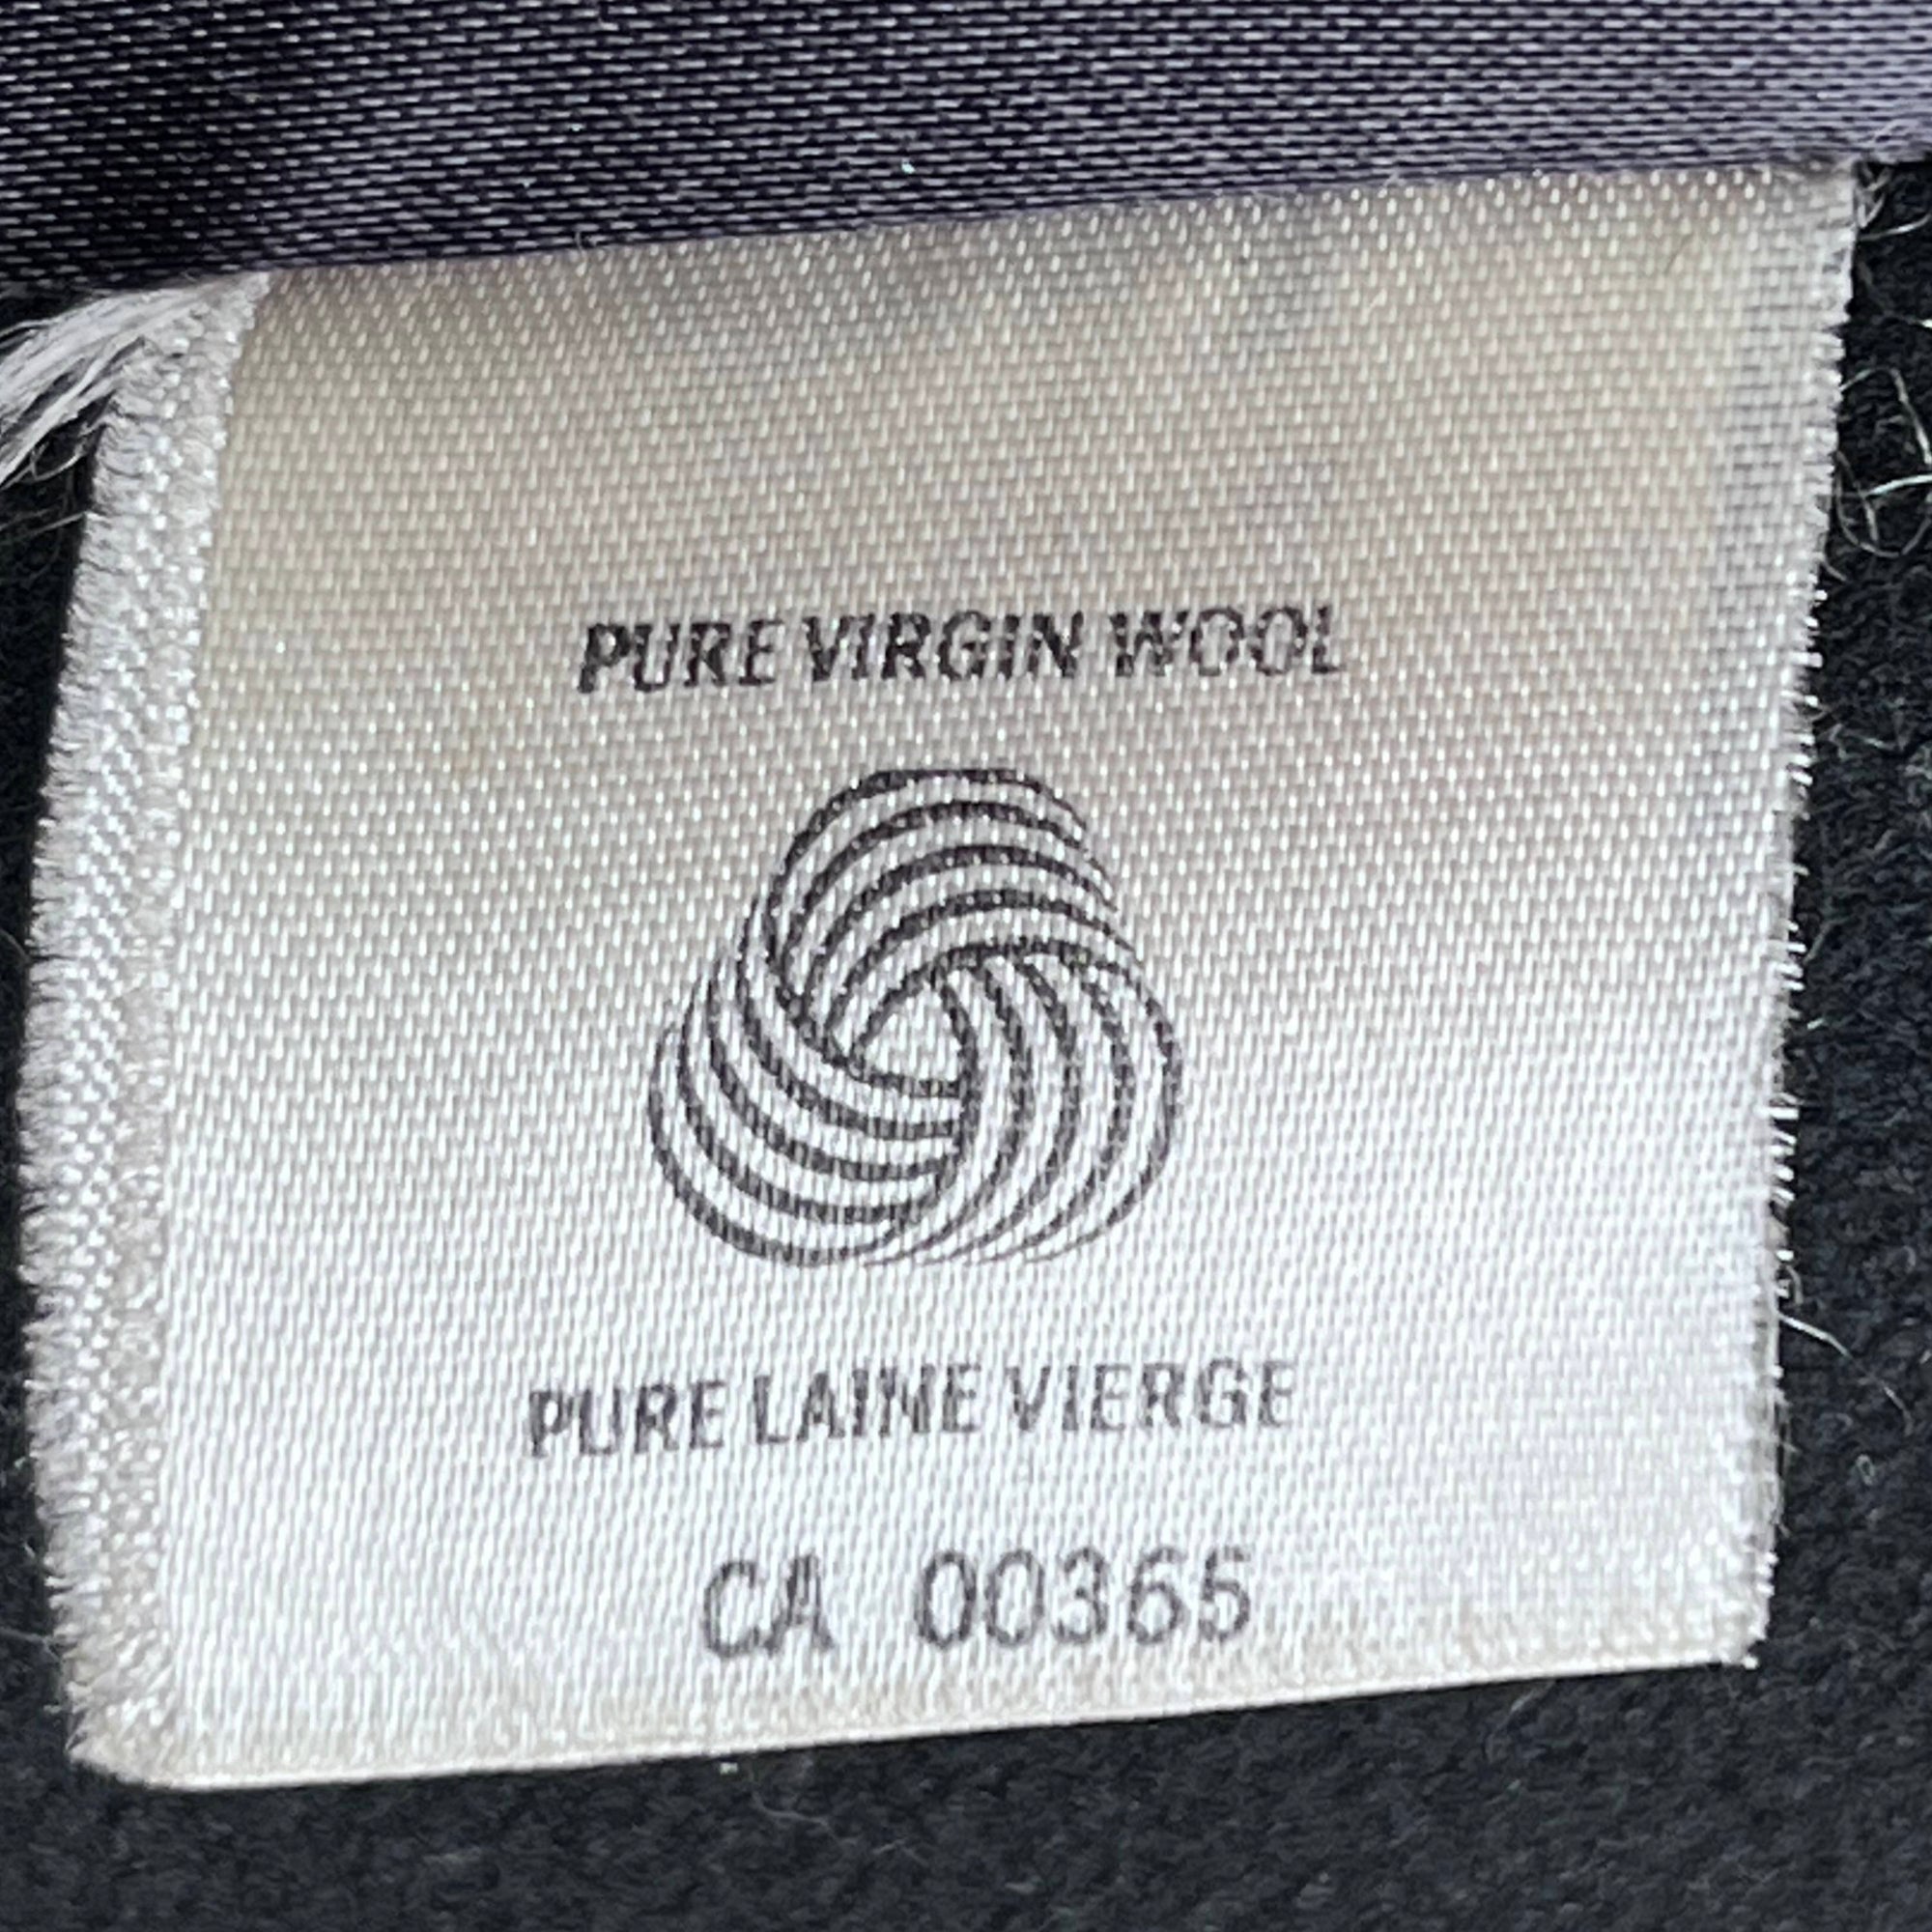 PURE VIRGIN WOOL
PURE LAINE VIERGE
CA 00365